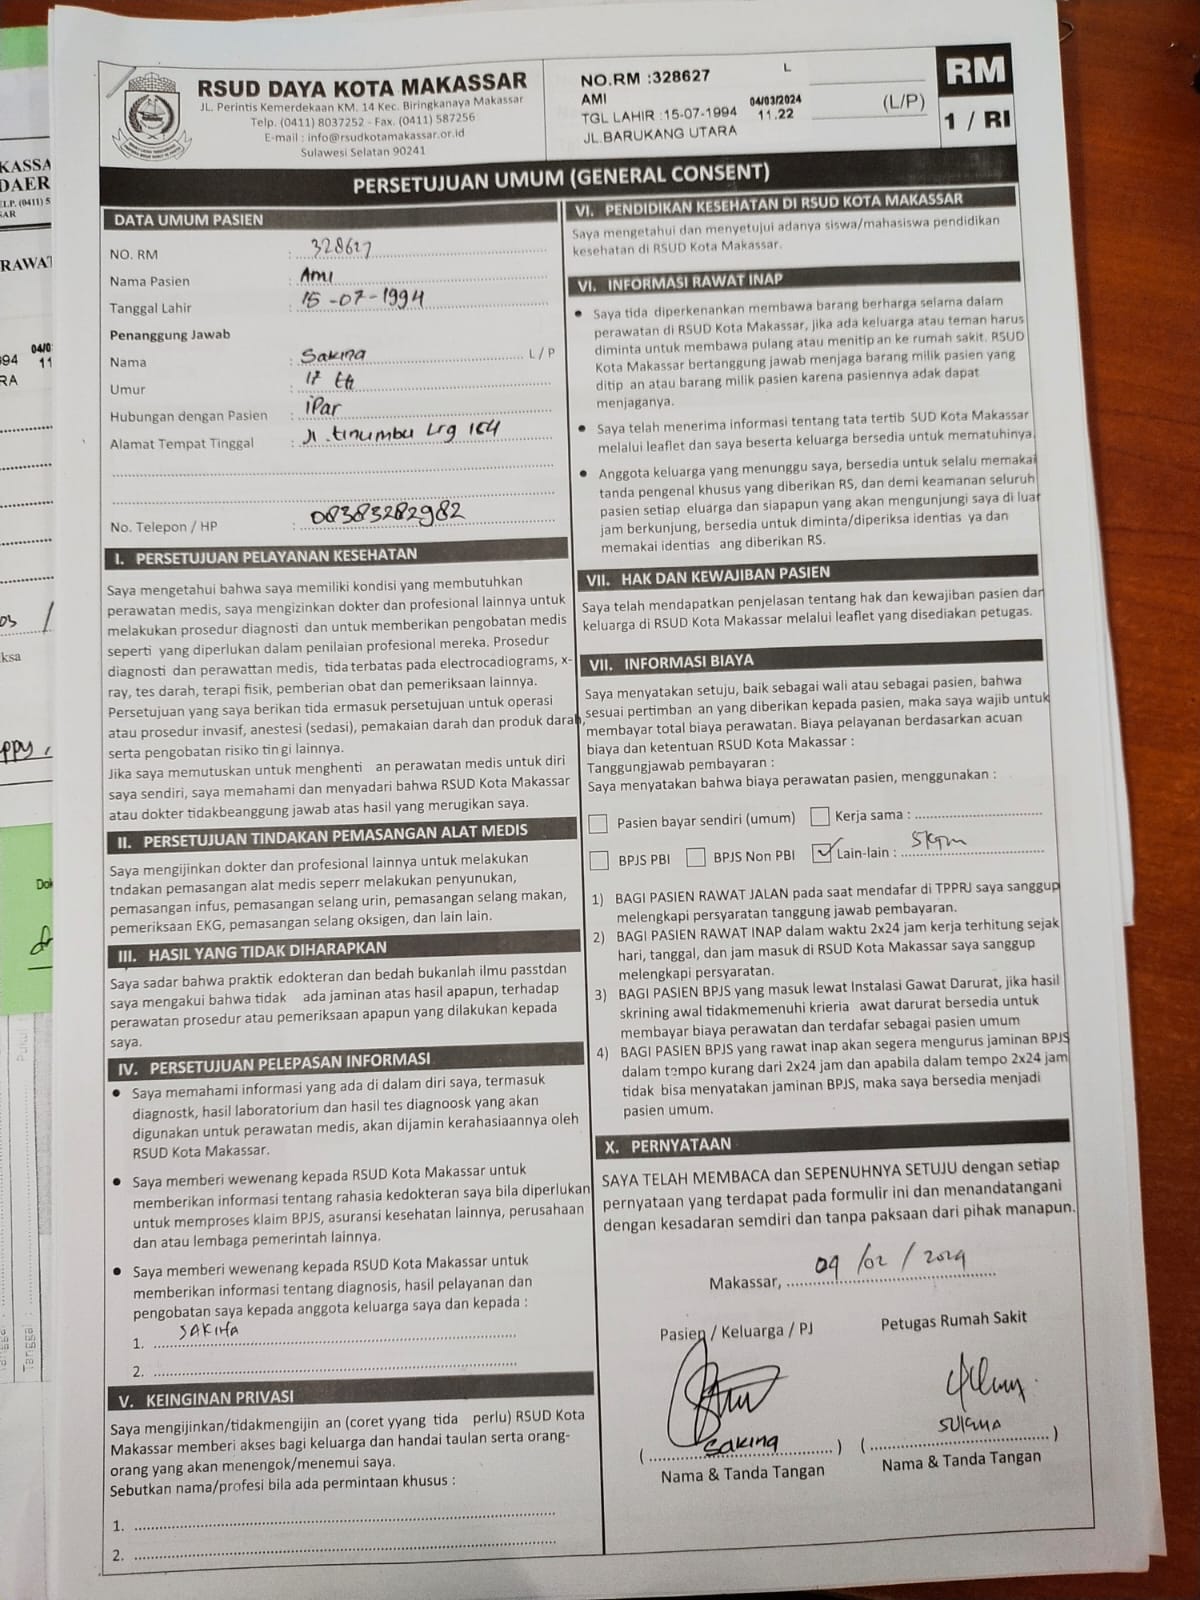 RSUD DAYA KOTA MAKASSAR
JL. Perintis Kemerdekaan KM. 14 Kec. Biringkanaya Makassar
Telp. (0411) 8037252 - Fax. (0411) 587256
E-mail : info@rsudkotamakassar.or.id
Sulawesi Selatan 90241
NO.RM :328627 L
AMI 04/03/2024
TGL LAHIR :15-07-1994 11.22 (L/P)
JL.BARUKANG UTARA
RM
1 / RI
PERSETUJUAN UMUM (GENERAL CONSENT)
DATA UMUM PASIEN
NO. RM : 328627
Nama Pasien : Ami
Tanggal Lahir : 15-07-1994
Penanggung Jawab
Nama : Sakina L / P
Umur : 17 th
Hubungan dengan Pasien : iPar
Alamat Tempat Tinggal : Jl. tinumbu Lrg 164
No. Telepon / HP : 08383282982
I. PERSETUJUAN PELAYANAN KESEHATAN
Saya mengetahui bahwa saya memiliki kondisi yang membutuhkan
perawatan medis, saya mengizinkan dokter dan profesional lainnya untuk
melakukan prosedur diagnosti dan untuk memberikan pengobatan medis
seperti yang diperlukan dalam penilaian profesional mereka. Prosedur
diagnosti dan perawattan medis, tida terbatas pada electrocadiograms, x-
ray, tes darah, terapi fisik, pemberian obat dan pemeriksaan lainnya.
Persetujuan yang saya berikan tida ermasuk persetujuan untuk operasi
atau prosedur invasif, anestesi (sedasi), pemakaian darah dan produk darah,
serta pengobatan risiko tin gi lainnya.
Jika saya memutuskan untuk menghenti an perawatan medis untuk diri
saya sendiri, saya memahami dan menyadari bahwa RSUD Kota Makassar
atau dokter tidakbeanggung jawab atas hasil yang merugikan saya.
II. PERSETUJUAN TINDAKAN PEMASANGAN ALAT MEDIS
Saya mengijinkan dokter dan profesional lainnya untuk melakukan
tndakan pemasangan alat medis seperr melakukan penyunukan,
pemasangan infus, pemasangan selang urin, pemasangan selang makan,
pemeriksaan EKG, pemasangan selang oksigen, dan lain lain.
III. HASIL YANG TIDAK DIHARAPKAN
Saya sadar bahwa praktik edokteran dan bedah bukanlah ilmu passtdan
saya mengakui bahwa tidak ada jaminan atas hasil apapun, terhadap
perawatan prosedur atau pemeriksaan apapun yang dilakukan kepada
saya.
IV. PERSETUJUAN PELEPASAN INFORMASI
• Saya memahami informasi yang ada di dalam diri saya, termasuk
diagnostk, hasil laboratorium dan hasil tes diagnoosk yang akan
digunakan untuk perawatan medis, akan dijamin kerahasiaannya oleh
RSUD Kota Makassar.
• Saya memberi wewenang kepada RSUD Kota Makassar untuk
memberikan informasi tentang rahasia kedokteran saya bila diperlukan
untuk memproses klaim BPJS, asuransi kesehatan lainnya, perusahaan
dan atau lembaga pemerintah lainnya.
• Saya memberi wewenang kepada RSUD Kota Makassar untuk
memberikan informasi tentang diagnosis, hasil pelayanan dan
pengobatan saya kepada anggota keluarga saya dan kepada :
1. SAKINA
2.
V. KEINGINAN PRIVASI
Saya mengijinkan/tidakmengijin an (coret yyang tida perlu) RSUD Kota
Makassar memberi akses bagi keluarga dan handai taulan serta orang-
orang yang akan menengok/menemui saya.
Sebutkan nama/profesi bila ada permintaan khusus :
1.
2.
VI. PENDIDIKAN KESEHATAN DI RSUD KOTA MAKASSAR
Saya mengetahui dan menyetujui adanya siswa/mahasiswa pendidikan
kesehatan di RSUD Kota Makassar.
VI. INFORMASI RAWAT INAP
• Saya tida diperkenankan membawa barang berharga selama dalam
perawatan di RSUD Kota Makassar, jika ada keluarga atau teman harus
diminta untuk membawa pulang atau menitip an ke rumah sakit. RSUD
Kota Makassar bertanggung jawab menjaga barang milik pasien yang
ditip an atau barang milik pasien karena pasiennya adak dapat
menjaganya.
• Saya telah menerima informasi tentang tata tertib SUD Kota Makassar
melalui leaflet dan saya beserta keluarga bersedia untuk mematuhinya.
• Anggota keluarga yang menunggu saya, bersedia untuk selalu memakai
tanda pengenal khusus yang diberikan RS, dan demi keamanan seluruh
pasien setiap eluarga dan siapapun yang akan mengunjungi saya di luar
jam berkunjung, bersedia untuk diminta/diperiksa identias ya dan
memakai identias ang diberikan RS.
VII. HAK DAN KEWAJIBAN PASIEN
Saya telah mendapatkan penjelasan tentang hak dan kewajiban pasien dan
keluarga di RSUD Kota Makassar melalui leaflet yang disediakan petugas.
VII. INFORMASI BIAYA
Saya menyatakan setuju, baik sebagai wali atau sebagai pasien, bahwa
sesuai pertimban an yang diberikan kepada pasien, maka saya wajib untuk
membayar total biaya perawatan. Biaya pelayanan berdasarkan acuan
biaya dan ketentuan RSUD Kota Makassar :
Tanggungjawab pembayaran :
Saya menyatakan bahwa biaya perawatan pasien, menggunakan :
Pasien bayar sendiri (umum) Kerja sama :
BPJS PBI BPJS Non PBI Lain-lain : Sktm
1) BAGI PASIEN RAWAT JALAN pada saat mendafar di TPPRJ saya sanggup
melengkapi persyaratan tanggung jawab pembayaran.
2) BAGI PASIEN RAWAT INAP dalam waktu 2x24 jam kerja terhitung sejak
hari, tanggal, dan jam masuk di RSUD Kota Makassar saya sanggup
melengkapi persyaratan.
3) BAGI PASIEN BPJS yang masuk lewat Instalasi Gawat Darurat, jika hasil
skrining awal tidakmemenuhi krieria awat darurat bersedia untuk
membayar biaya perawatan dan terdafar sebagai pasien umum
4) BAGI PASIEN BPJS yang rawat inap akan segera mengurus jaminan BPJS
dalam tempo kurang dari 2x24 jam dan apabila dalam tempo 2x24 jam
tidak bisa menyatakan jaminan BPJS, maka saya bersedia menjadi
pasien umum.
X. PERNYATAAN
SAYA TELAH MEMBACA dan SEPENUHNYA SETUJU dengan setiap
pernyataan yang terdapat pada formulir ini dan menandatangani
dengan kesadaran semdiri dan tanpa paksaan dari pihak manapun.
Makassar, 04 /02 / 2024
Pasien / Keluarga / PJ Petugas Rumah Sakit
( Sakina ) ( sulgna )
Nama & Tanda Tangan Nama & Tanda Tangan